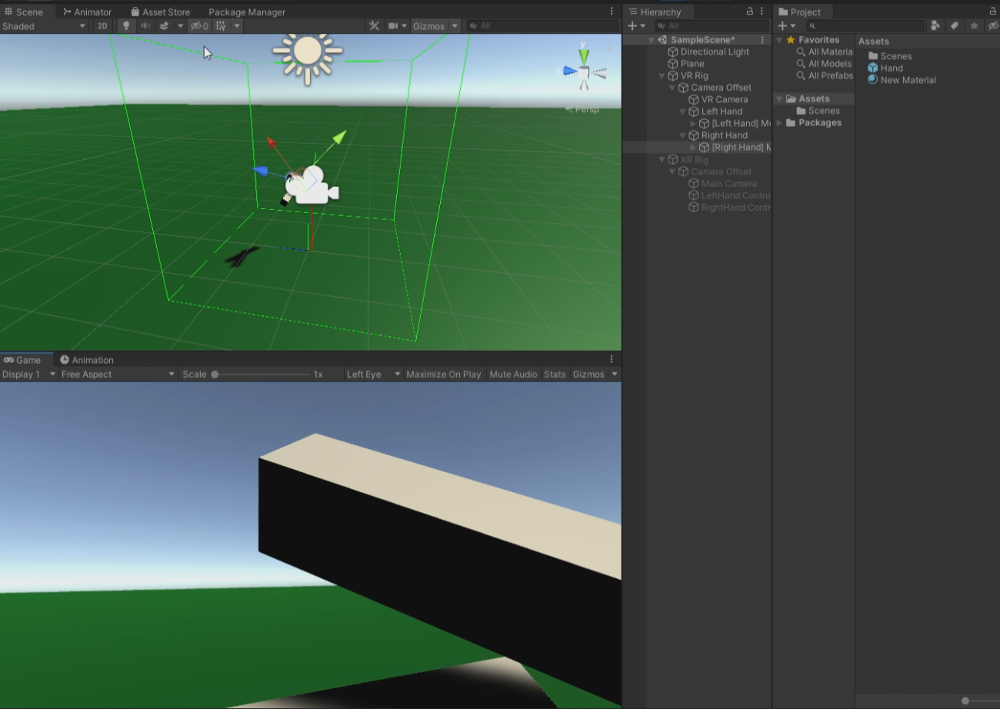 Scene Animator Asset Store Package Manager
Shaded 2D 0 Gizmos All
y
z
Persp
Game Animation
Display 1 Free Aspect Scale 1x Left Eye Maximize On Play Mute Audio Stats Gizmos
Hierarchy
All
SampleScene*
Directional Light
Plane
VR Rig
Camera Offset
VR Camera
Left Hand
[Left Hand] M
Right Hand
[Right Hand] M
XR Rig
Camera Offset
Main Camera
LeftHand Contro
RightHand Contr
Project
Favorites
All Materia
All Models
All Prefabs
Assets
Scenes
Packages
Assets
Scenes
Hand
New Material